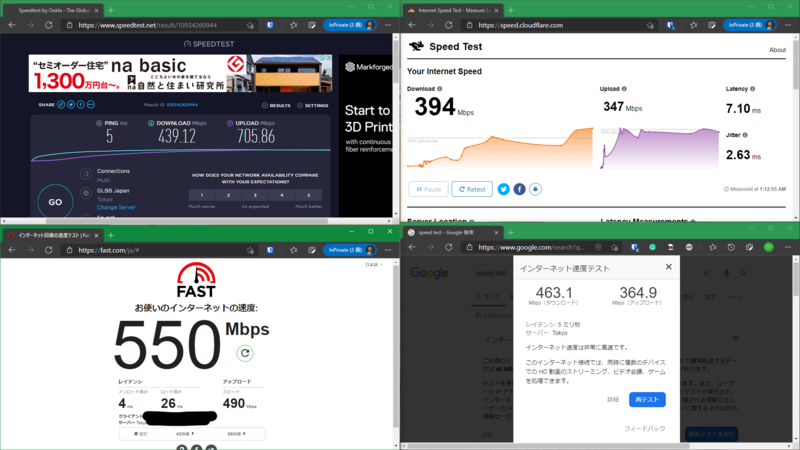 Speedtest by Ookla - The Global
https://www.speedtest.net/result/10934260944
InPrivate (2 個)
SPEEDTEST
"セミオーダー住宅" na basic
1,300万円台〜。
自然と住まい研究所
Markforged
Start to
3D Print
with continuous
fiber reinforcement
SHARE
Result ID 10934260944
RESULTS
SETTINGS
PING ms
5
DOWNLOAD Mbps
439.12
UPLOAD Mbps
705.86
GO
Connections
Multi
GLBB Japan
Tokyo
Change Server
HOW DOES YOUR NETWORK AVAILABILITY COMPARE
WITH YOUR EXPECTATIONS?
1 2 3 4 5
Much worse
As expected
Much better
Internet Speed Test - Measure
https://speed.cloudflare.com
InPrivate (2 個)
Speed Test
About
Your Internet Speed
Download
394 Mbps
Upload
347 Mbps
Latency
7.10 ms
Jitter
2.63 ms
Pause
Retest
Measured at 1:12:55 AM
Server Location
Latency Measurements
インターネット回線の速度テスト | Fas
https://fast.com/ja/#
InPrivate (2 個)
日本語
FAST
お使いのインターネットの速度:
550 Mbps
レイテンシ
アンロード済み
4 ms
ロード済み
26 ms
アップロード
スピード
490 Mbps
クライアント
サーバー Tokyo
設定
speed test - Google 検索
https://www.google.com/search?q...
Google
speed test
すべて
インターネット速度テスト
463.1
Mbps (ダウンロード)
364.9
Mbps (アップロード)
レイテンシ: 5 ミリ秒
サーバー: Tokyo
インターネット速度は非常に高速です。
このインターネット接続では、同時に複数のデバイス
での HD 動画のストリーミング、ビデオ会議、ゲーム
を処理できます。
詳細
再テスト
フィードバック
速度テストを実行